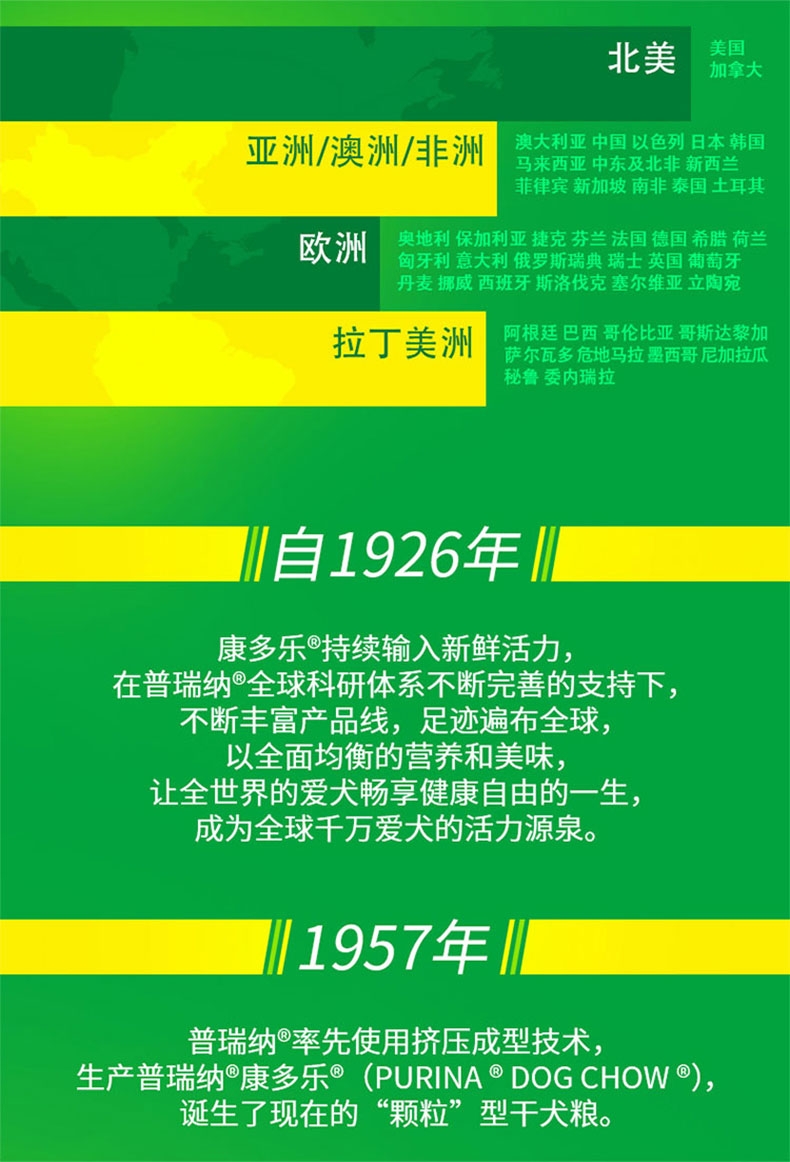 北美
美国
加拿大
亚洲/澳洲/非洲
澳大利亚 中国 以色列 日本 韩国
马来西亚 中东及北非 新西兰
菲律宾 新加坡 南非 泰国 土耳其
欧洲
奥地利 保加利亚 捷克 芬兰 法国 德国 希腊 荷兰
匈牙利 意大利 俄罗斯瑞典 瑞士 英国 葡萄牙
丹麦 挪威 西班牙 斯洛伐克 塞尔维亚 立陶宛
拉丁美洲
阿根廷 巴西 哥伦比亚 哥斯达黎加
萨尔瓦多 危地马拉 墨西哥 尼加拉瓜
秘鲁 委内瑞拉
自1926年
康多乐®持续输入新鲜活力，
在普瑞纳®全球科研体系不断完善的支持下，
不断丰富产品线，足迹遍布全球，
以全面均衡的营养和美味，
让全世界的爱犬畅享健康自由的一生，
成为全球千万爱犬的活力源泉。
1957年
普瑞纳®率先使用挤压成型技术，
生产普瑞纳®康多乐®（PURINA ® DOG CHOW ®），
诞生了现在的“颗粒”型干犬粮。